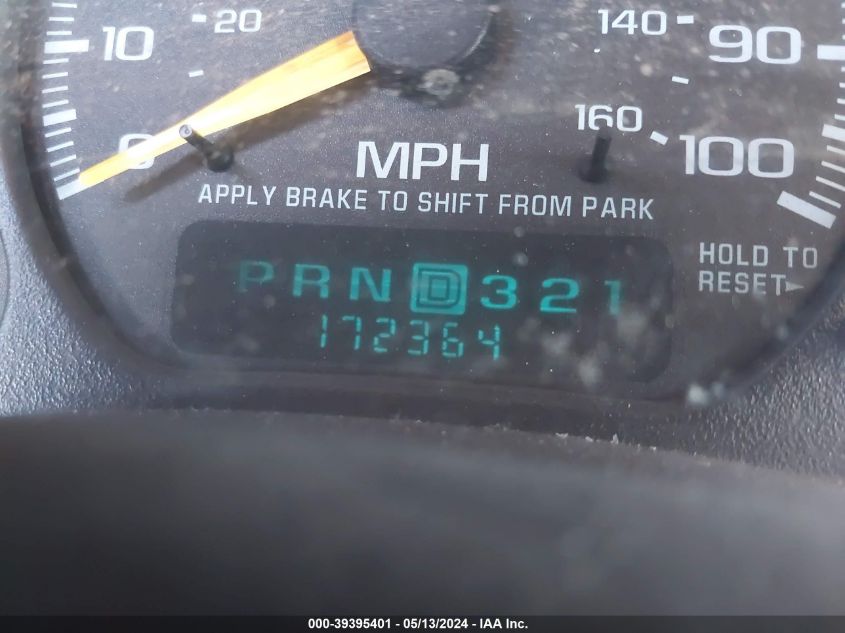 10 20 140 90
0 160 100
MPH
APPLY BRAKE TO SHIFT FROM PARK
HOLD TO
RESET
PRND321
172364
000-39395401 - 05/13/2024 - IAA Inc.